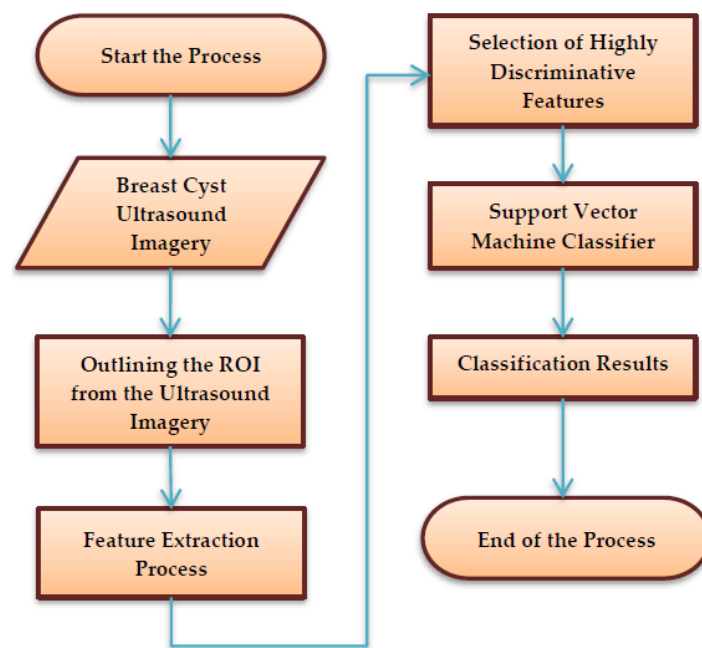 Start the Process
Breast Cyst
Ultrasound
Imagery
Outlining the ROI
from the Ultrasound
Imagery
Feature Extraction
Process
Selection of Highly
Discriminative
Features
Support Vector
Machine Classifier
Classification Results
End of the Process